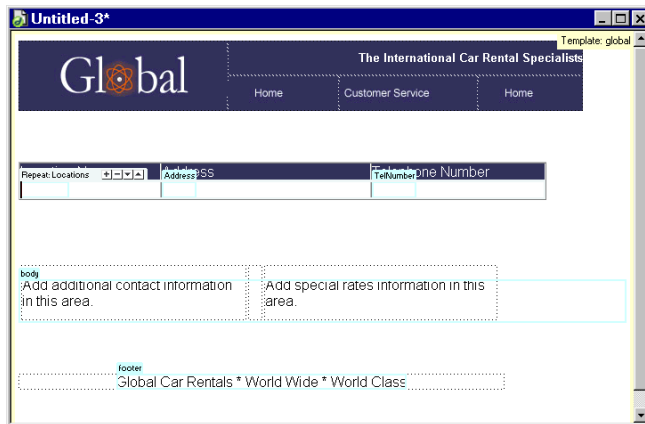 Untitled-3*
Template: global
Global
The International Car Rental Specialists
Home Customer Service Home
Repeat: Locations Address TelNumber
Address Telephone Number
body
Add additional contact information
in this area.
Add special rates information in this
area.
footer
Global Car Rentals * World Wide * World Class